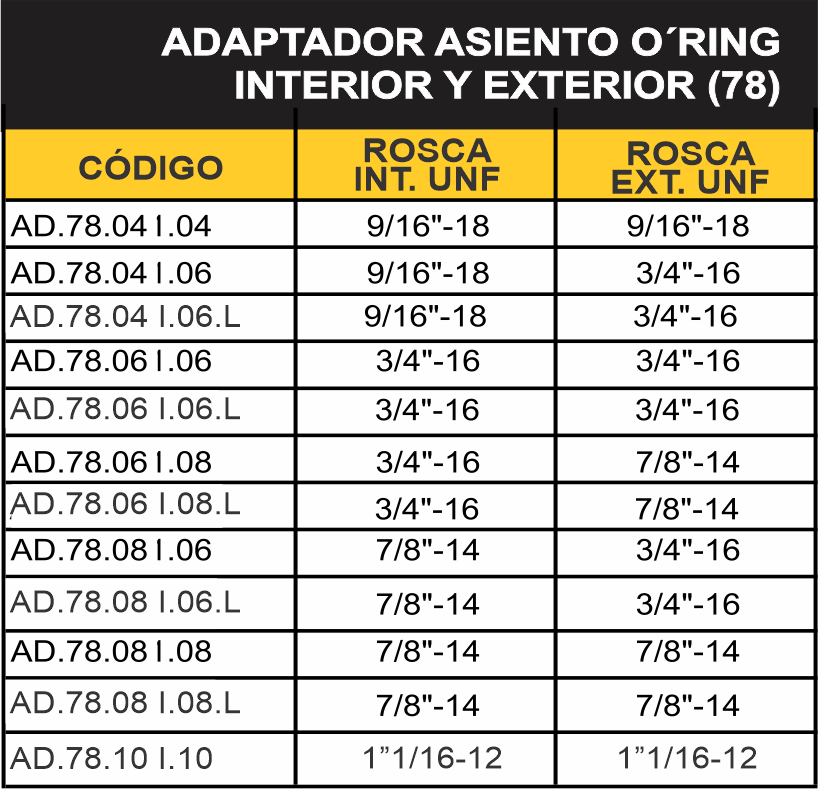 ADAPTADOR ASIENTO O´RING
INTERIOR Y EXTERIOR (78)
CÓDIGO ROSCA INT. UNF ROSCA EXT. UNF
AD.78.04 I.04 9/16"-18 9/16"-18
AD.78.04 I.06 9/16"-18 3/4"-16
AD.78.04 I.06.L 9/16"-18 3/4"-16
AD.78.06 I.06 3/4"-16 3/4"-16
AD.78.06 I.06.L 3/4"-16 3/4"-16
AD.78.06 I.08 3/4"-16 7/8"-14
AD.78.06 I.08.L 3/4"-16 7/8"-14
AD.78.08 I.06 7/8"-14 3/4"-16
AD.78.08 I.06.L 7/8"-14 3/4"-16
AD.78.08 I.08 7/8"-14 7/8"-14
AD.78.08 I.08.L 7/8"-14 7/8"-14
AD.78.10 I.10 1”1/16-12 1”1/16-12